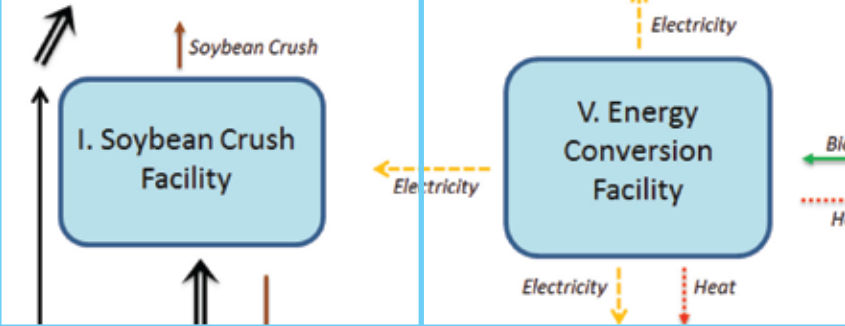 Soybean Crush
I. Soybean Crush
Facility
Electricity
Electricity
V. Energy
Conversion
Facility
Electricity
Heat